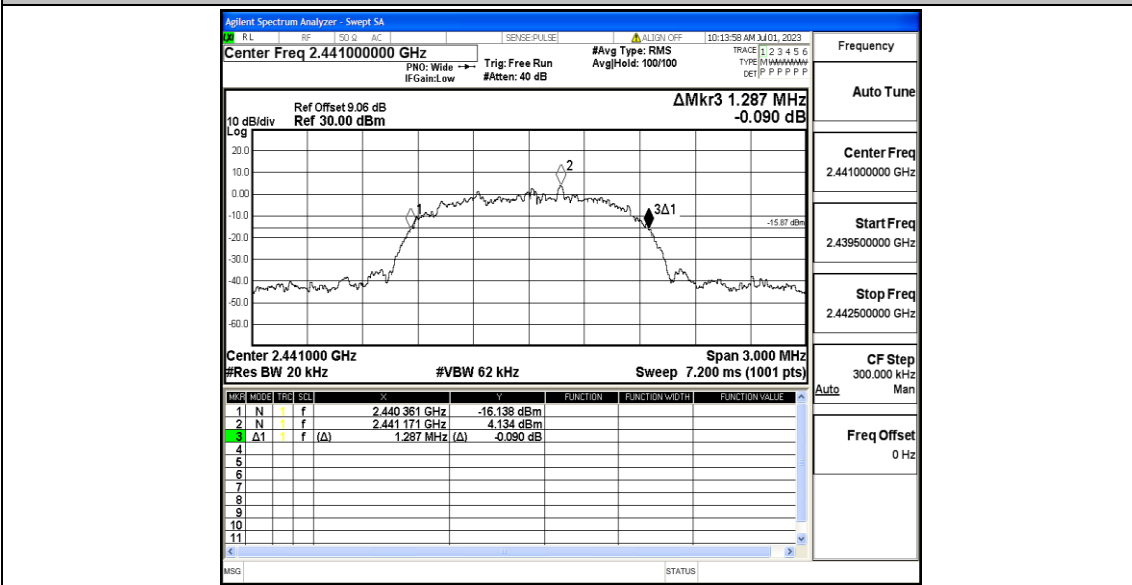 Agilent Spectrum Analyzer - Swept SA
RL RF 50 Ω AC SENSE:PULSE ALIGN OFF 10:13:58 AM Jul 01, 2023
Center Freq 2.441000000 GHz
PNO: Wide
IFGain:Low
Trig: Free Run
#Atten: 40 dB
#Avg Type: RMS
Avg|Hold: 100/100
TRACE 1 2 3 4 5 6
TYPE M WWWWW
DET P P P P P P
Ref Offset 9.06 dB
Ref 30.00 dBm
10 dB/div
Log
ΔMkr3 1.287 MHz
-0.090 dB
20.0
10.0
0.00
-10.0
-20.0
-30.0
-40.0
-50.0
-60.0
1
2
3Δ1
-15.87 dBm
Center 2.441000 GHz Span 3.000 MHz
#Res BW 20 kHz #VBW 62 kHz Sweep 7.200 ms (1001 pts)
MKR MODE TRC SCL X Y FUNCTION FUNCTION WIDTH FUNCTION VALUE
1 N 1 f 2.440 361 GHz -16.138 dBm
2 N 1 f 2.441 171 GHz 4.134 dBm
3 Δ1 1 f (Δ) 1.287 MHz (Δ) -0.090 dB
4
5
6
7
8
9
10
11
MSG STATUS
Frequency
Auto Tune
Center Freq
2.441000000 GHz
Start Freq
2.439500000 GHz
Stop Freq
2.442500000 GHz
CF Step
300.000 kHz
Auto Man
Freq Offset
0 Hz